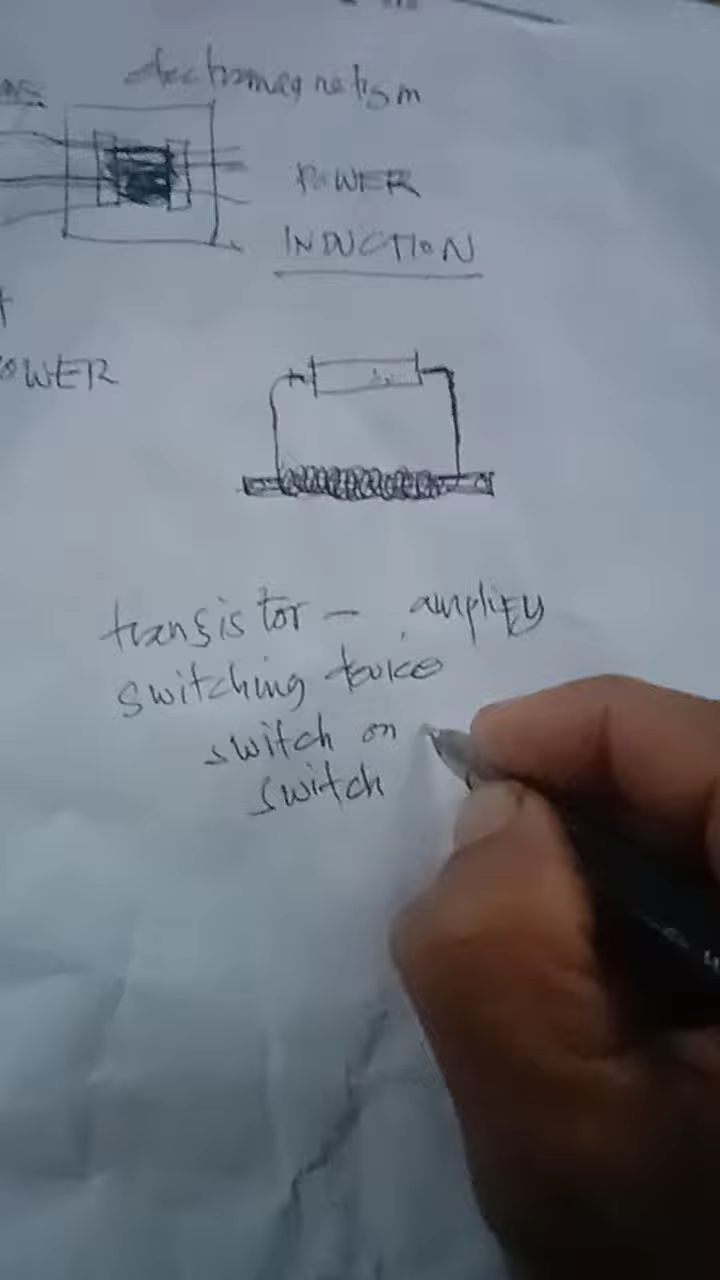 electromagnetism
POWER
INDUCTION
OWER
transistor - amplify
switching device
switch on
switch